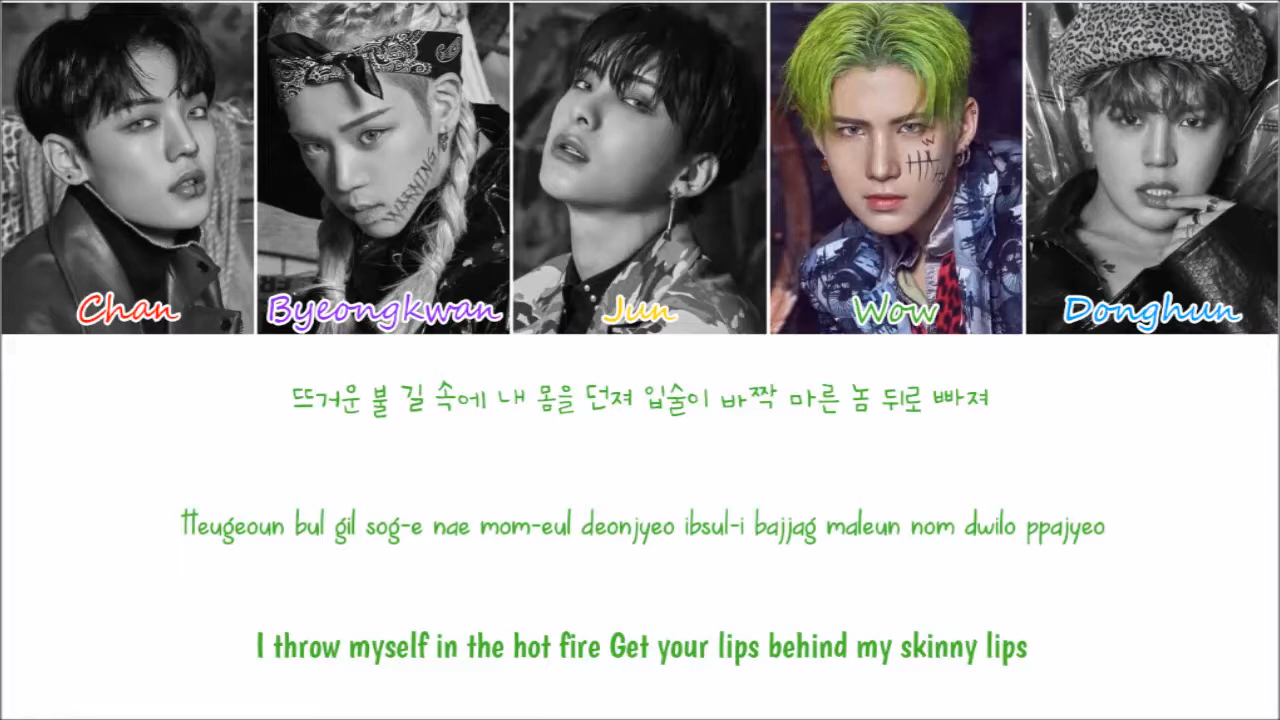 WARNING
Chan Byeongkwan Jun Wow Donghun
뜨거운 불 길 속에 내 몸을 던져 입술이 바짝 마른 놈 뒤로 빠져
tteugeoun bul gil sog-e nae mom-eul deonjyeo ibsul-i bajjag maleun nom dwilo ppajyeo
I throw myself in the hot fire Get your lips behind my skinny lips